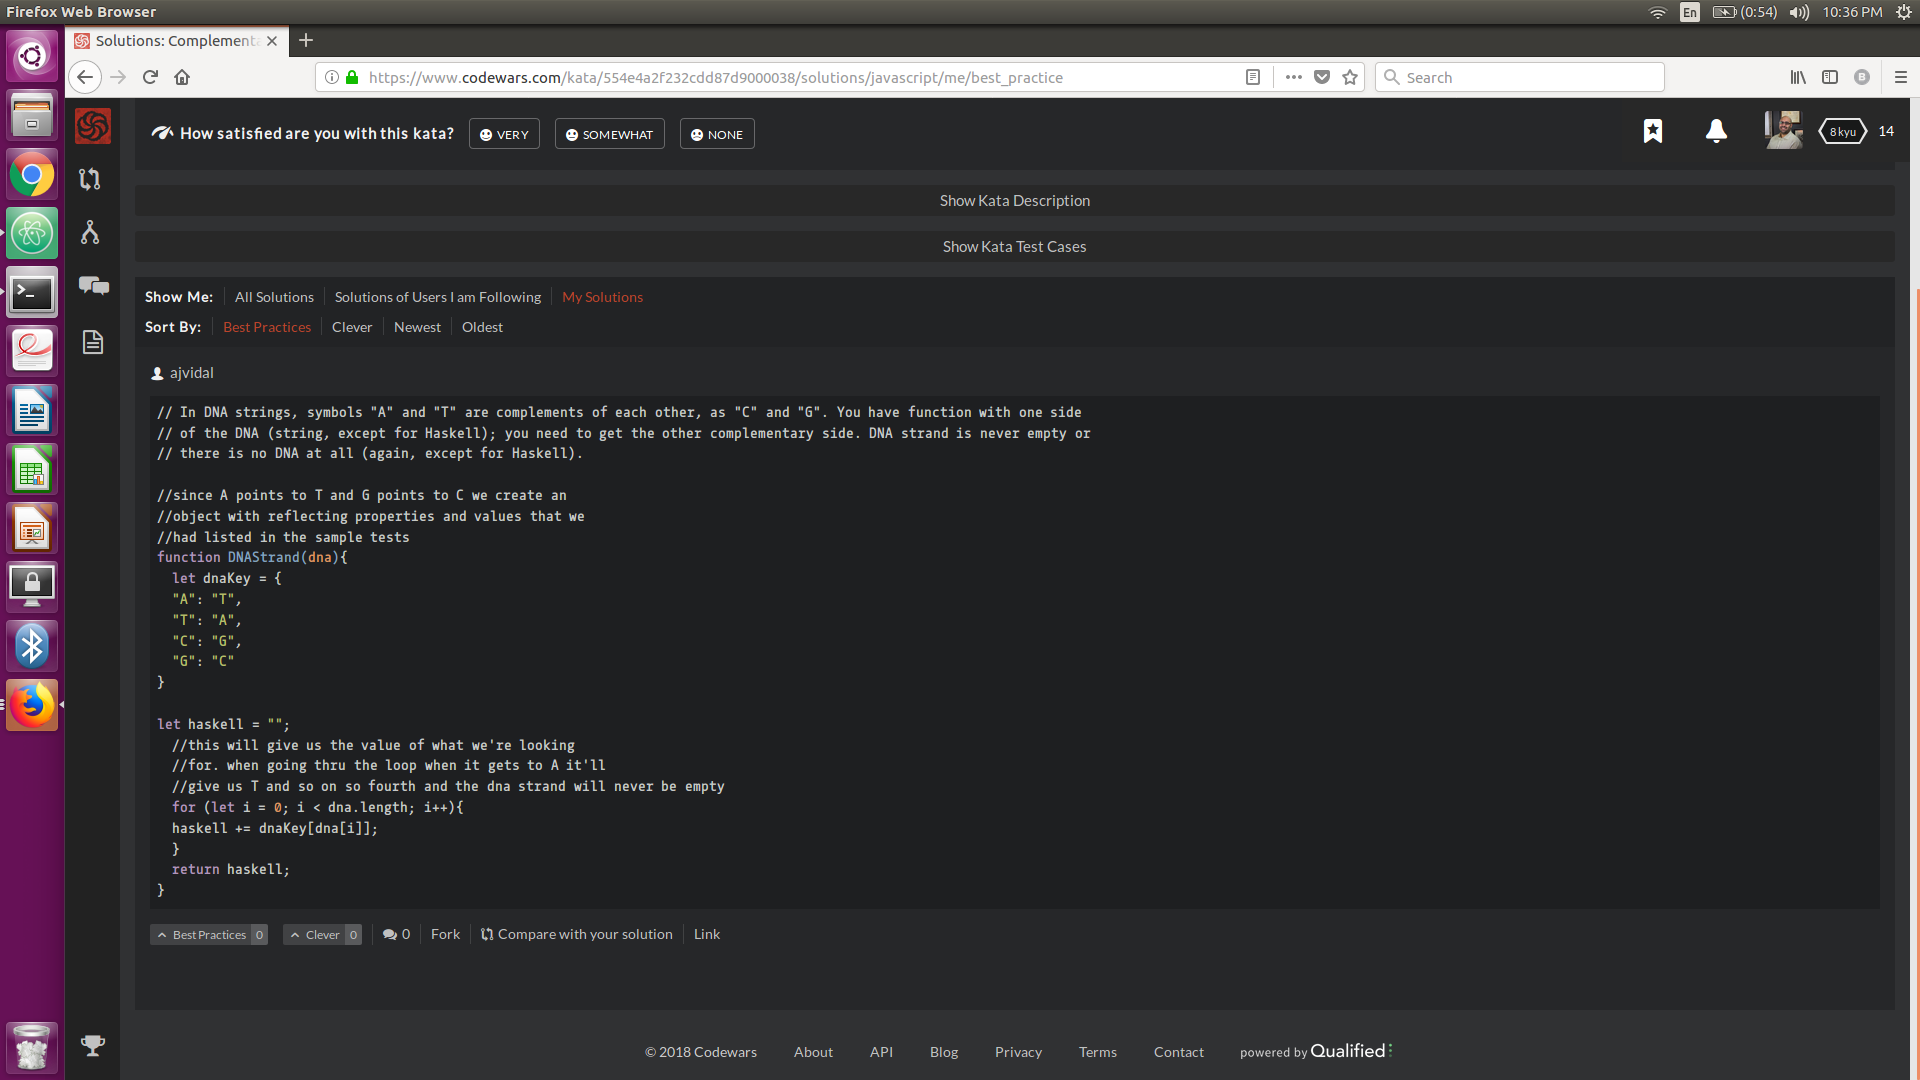 Firefox Web Browser
En
(0:54)
10:36 PM
Solutions: Complementa
https://www.codewars.com/kata/554e4a2f232cdd87d9000038/solutions/javascript/me/best_practice
Search
B
How satisfied are you with this kata?
VERY
SOMEWHAT
NONE
8 kyu
14
Show Kata Description
Show Kata Test Cases
Show Me: All Solutions Solutions of Users I am Following My Solutions
Sort By: Best Practices Clever Newest Oldest
ajvidal
// In DNA strings, symbols "A" and "T" are complements of each other, as "C" and "G". You have function with one side
// of the DNA (string, except for Haskell); you need to get the other complementary side. DNA strand is never empty or
// there is no DNA at all (again, except for Haskell).
//since A points to T and G points to C we create an
//object with reflecting properties and values that we
//had listed in the sample tests
function DNAStrand(dna){
let dnaKey = {
"A": "T",
"T": "A",
"C": "G",
"G": "C"
}
let haskell = "";
//this will give us the value of what we're looking
//for. when going thru the loop when it gets to A it'll
//give us T and so on so fourth and the dna strand will never be empty
for (let i = 0; i < dna.length; i++){
haskell += dnaKey[dna[i]];
}
return haskell;
}
Best Practices 0 Clever 0 0 Fork Compare with your solution Link
© 2018 Codewars About API Blog Privacy Terms Contact powered by Qualified